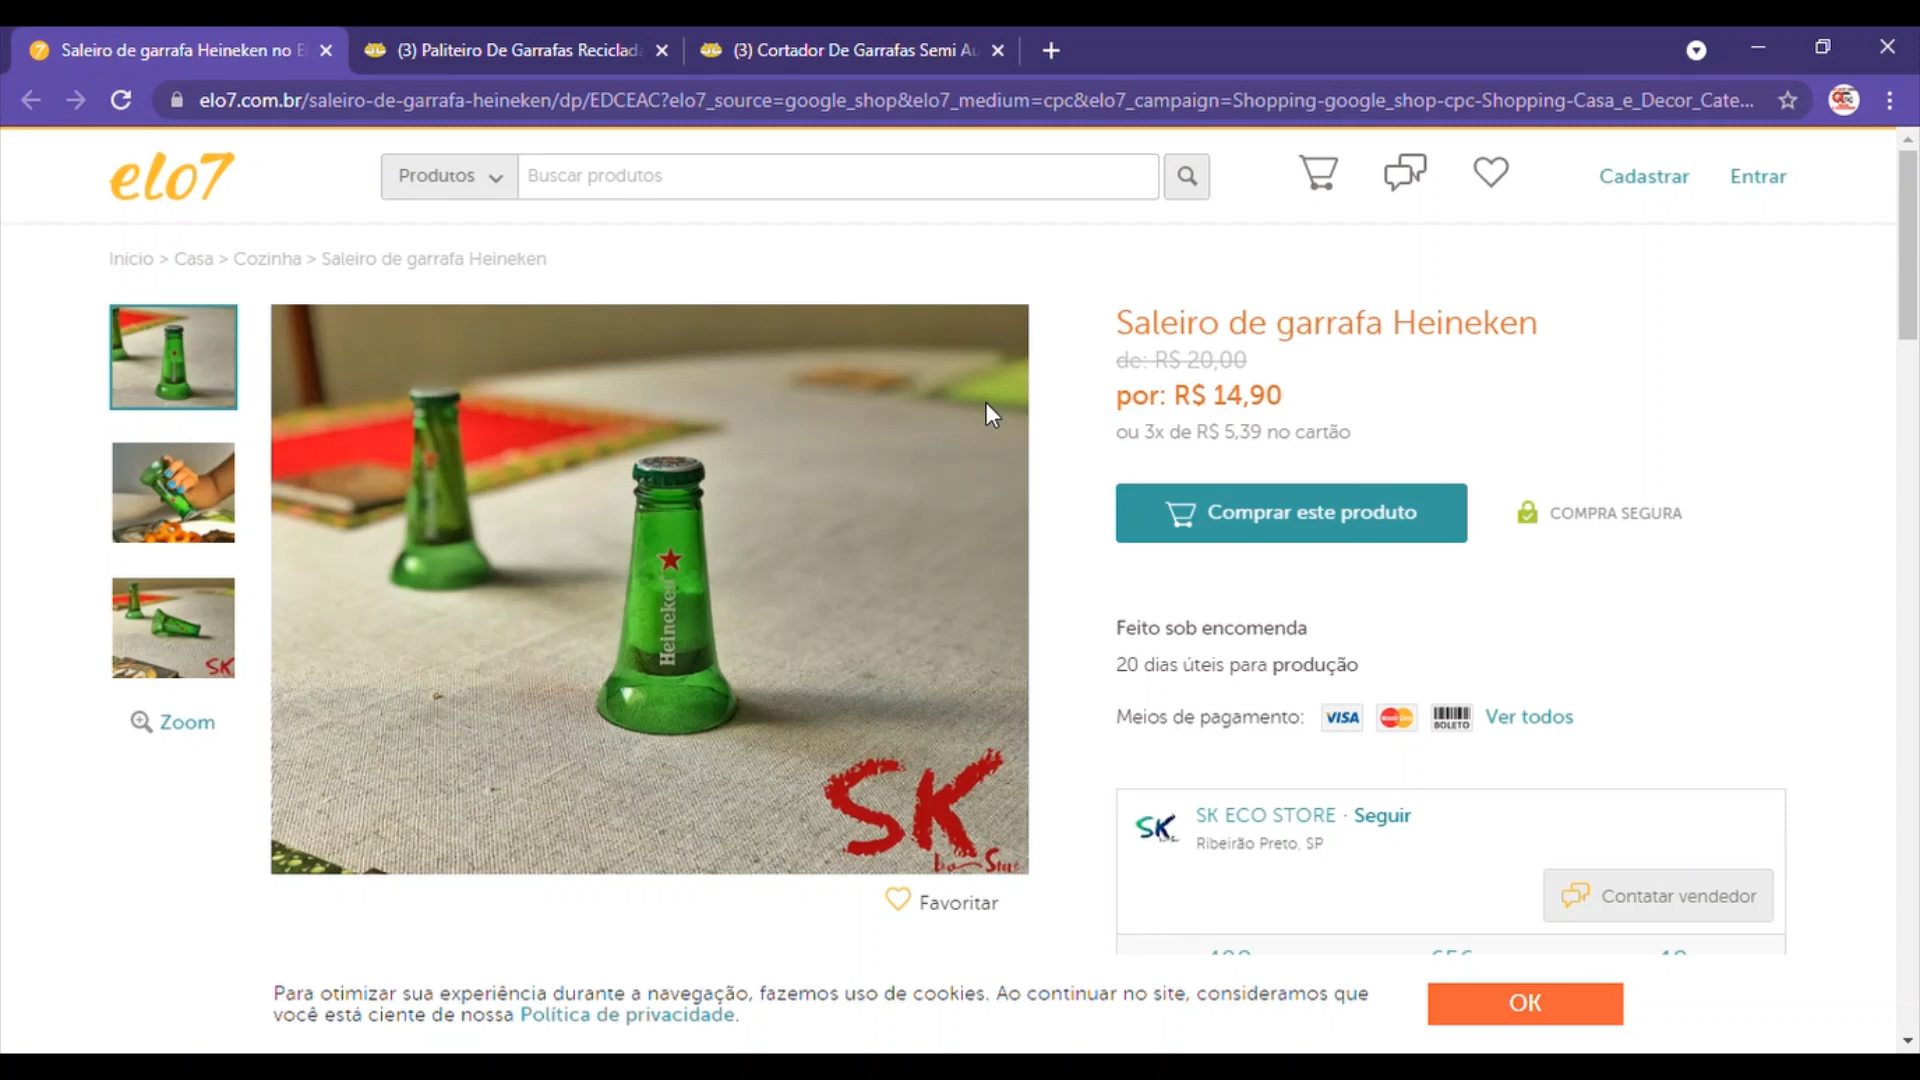 Saleiro de garrafa Heineken no E
(3) Paliteiro De Garrafas Reciclad
(3) Cortador De Garrafas Semi Au
elo7.com.br/saleiro-de-garrafa-heineken/dp/EDCEAC?elo7_source=google_shop&elo7_medium=cpc&elo7_campaign=Shopping-google_shop-cpc-Shopping-Casa_e_Decor_Cate...
elo7
Produtos
Buscar produtos
Cadastrar
Entrar
Início > Casa > Cozinha > Saleiro de garrafa Heineken
Saleiro de garrafa Heineken
de: R$ 20,00
por: R$ 14,90
ou 3x de R$ 5,39 no cartão
Comprar este produto
COMPRA SEGURA
Heineken
SK
SK
Zoom
Feito sob encomenda
20 dias úteis para produção
Meios de pagamento:
VISA
BOLETO
Ver todos
SK
SK ECO STORE · Seguir
Ribeirão Preto, SP
Contatar vendedor
Favoritar
Para otimizar sua experiência durante a navegação, fazemos uso de cookies. Ao continuar no site, consideramos que
você está ciente de nossa Política de privacidade.
OK